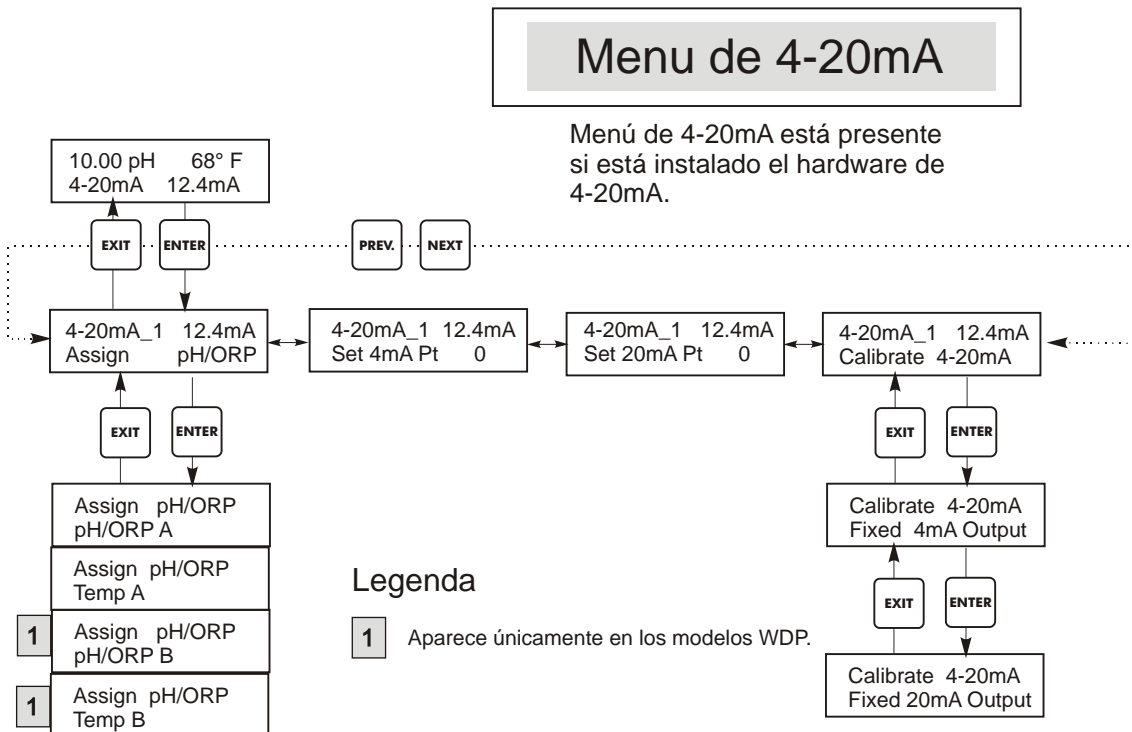 Menu de 4-20mA
Menú de 4-20mA está presente
si está instalado el hardware de
4-20mA.
10.00 pH 68° F
4-20mA 12.4mA
EXIT
ENTER
PREV.
NEXT
4-20mA_1 12.4mA
Assign pH/ORP
4-20mA_1 12.4mA
Set 4mA Pt 0
4-20mA_1 12.4mA
Set 20mA Pt 0
4-20mA_1 12.4mA
Calibrate 4-20mA
EXIT
ENTER
EXIT
ENTER
Assign pH/ORP
pH/ORP A
Assign pH/ORP
Temp A
1
Assign pH/ORP
pH/ORP B
1
Assign pH/ORP
Temp B
Legenda
1 Aparece únicamente en los modelos WDP.
Calibrate 4-20mA
Fixed 4mA Output
EXIT
ENTER
Calibrate 4-20mA
Fixed 20mA Output